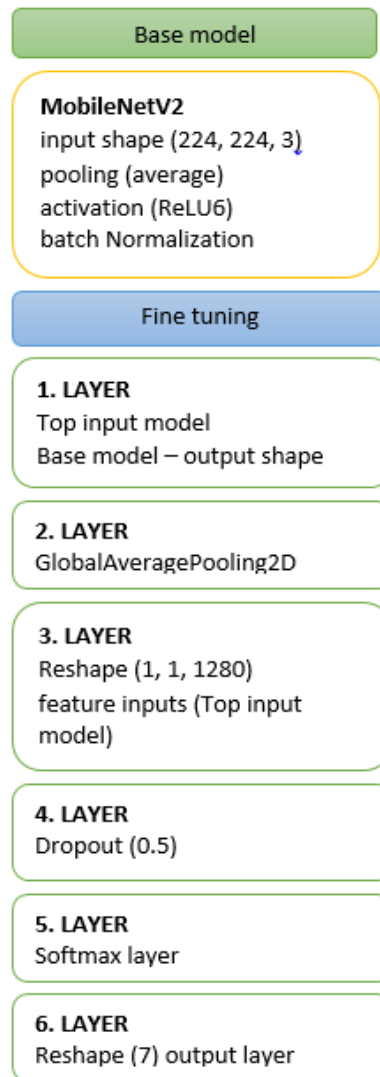 Base model
MobileNetV2
input shape (224, 224, 3)
pooling (average)
activation (ReLU6)
batch Normalization
Fine tuning
1. LAYER
Top input model
Base model – output shape
2. LAYER
GlobalAveragePooling2D
3. LAYER
Reshape (1, 1, 1280)
feature inputs (Top input
model)
4. LAYER
Dropout (0.5)
5. LAYER
Softmax layer
6. LAYER
Reshape (7) output layer